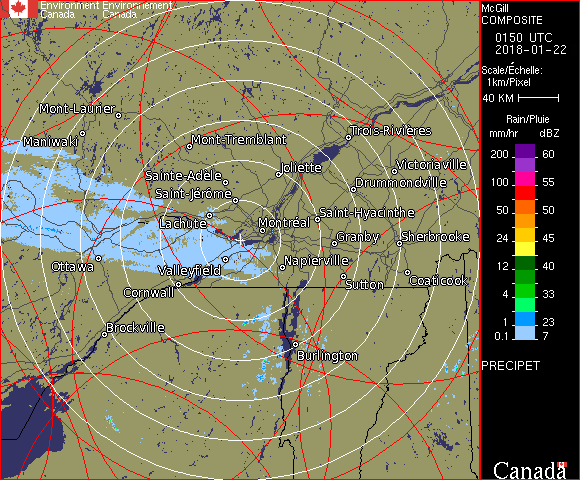 Environment Environnement
Canada Canada
McGill
COMPOSITE
0150 UTC
2018-01-22
Scale/Échelle:
1km/Pixel
40 KM
Rain/Pluie
mm/hr dBZ
200 60
100 55
50 50
24 45
12 40
4 33
1 23
0.1 7
PRECIPET
Canada
Mont-Laurier
Maniwaki
Mont-Tremblant
Trois-Rivières
Sainte-Adèle
Joliette
Victoriaville
Saint-Jérôme
Drummondville
Lachute
Montréal
Saint-Hyacinthe
Granby
Sherbrooke
Ottawa
Valleyfield
Napierville
Cornwall
Sutton
Coaticook
Brockville
Burlington